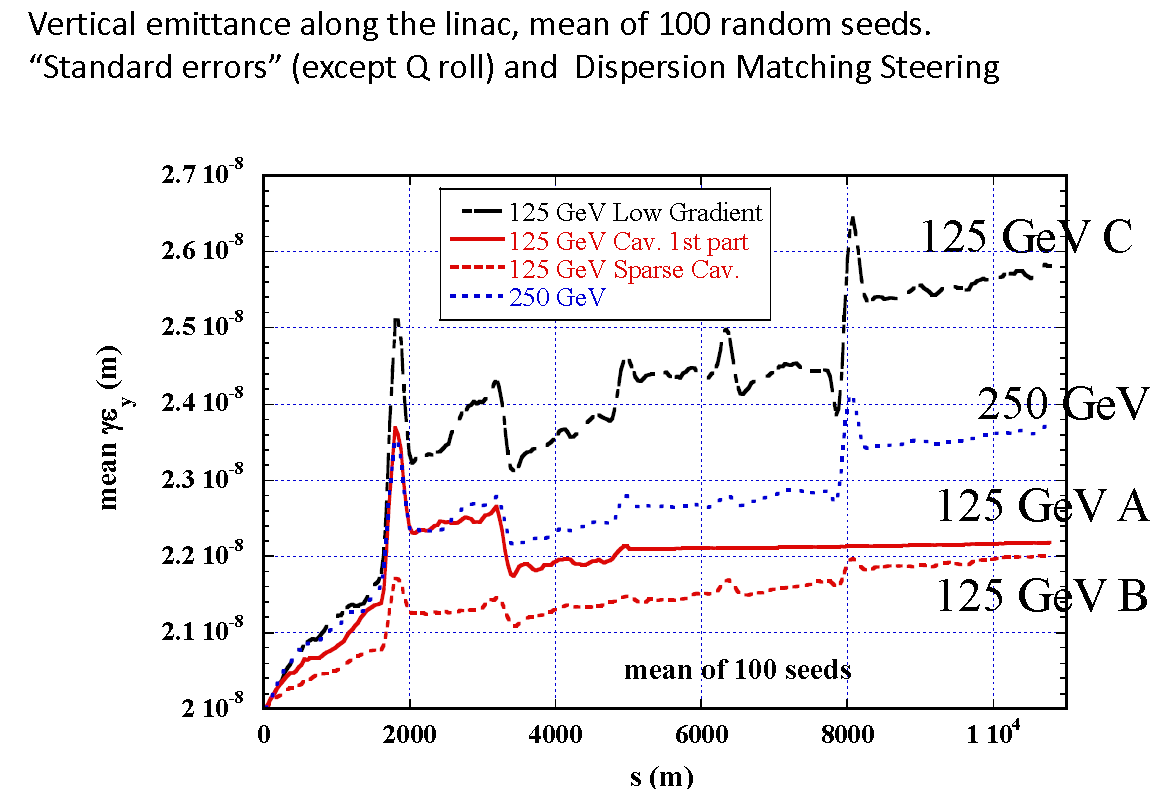 Vertical emittance along the linac, mean of 100 random seeds.
“Standard errors” (except Q roll) and  Dispersion Matching Steering
2.7 10⁻⁸
2.6 10⁻⁸
2.5 10⁻⁸
2.4 10⁻⁸
2.3 10⁻⁸
2.2 10⁻⁸
2.1 10⁻⁸
2 10⁻⁸
mean γεy (m)
125 GeV Low Gradient
125 GeV Cav. 1st part
125 GeV Sparse Cav.
250 GeV
125 GeV C
250 GeV
125 GeV A
125 GeV B
mean of 100 seeds
0
2000
4000
6000
8000
1 10⁴
s (m)